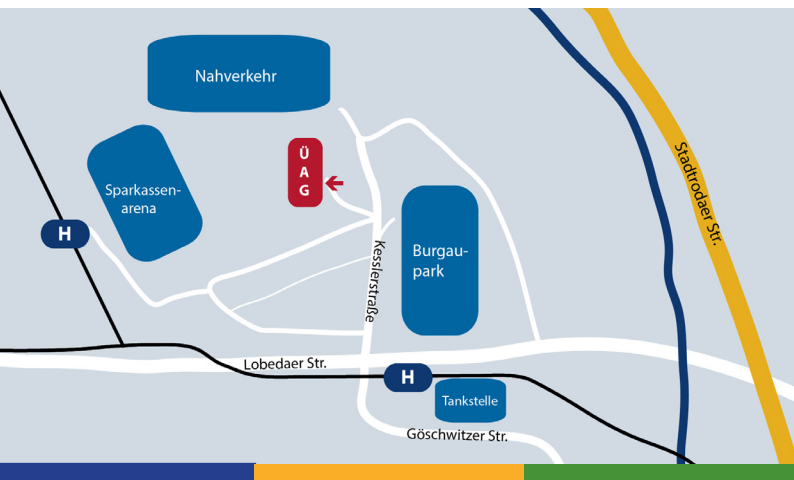 Nahverkehr
Ü
A
G
Sparkassen-
arena
H
Burgau-
park
Kesslerstraße
Stadtrodaer Str.
Lobedaer Str.
H
Tankstelle
Göschwitzer Str.